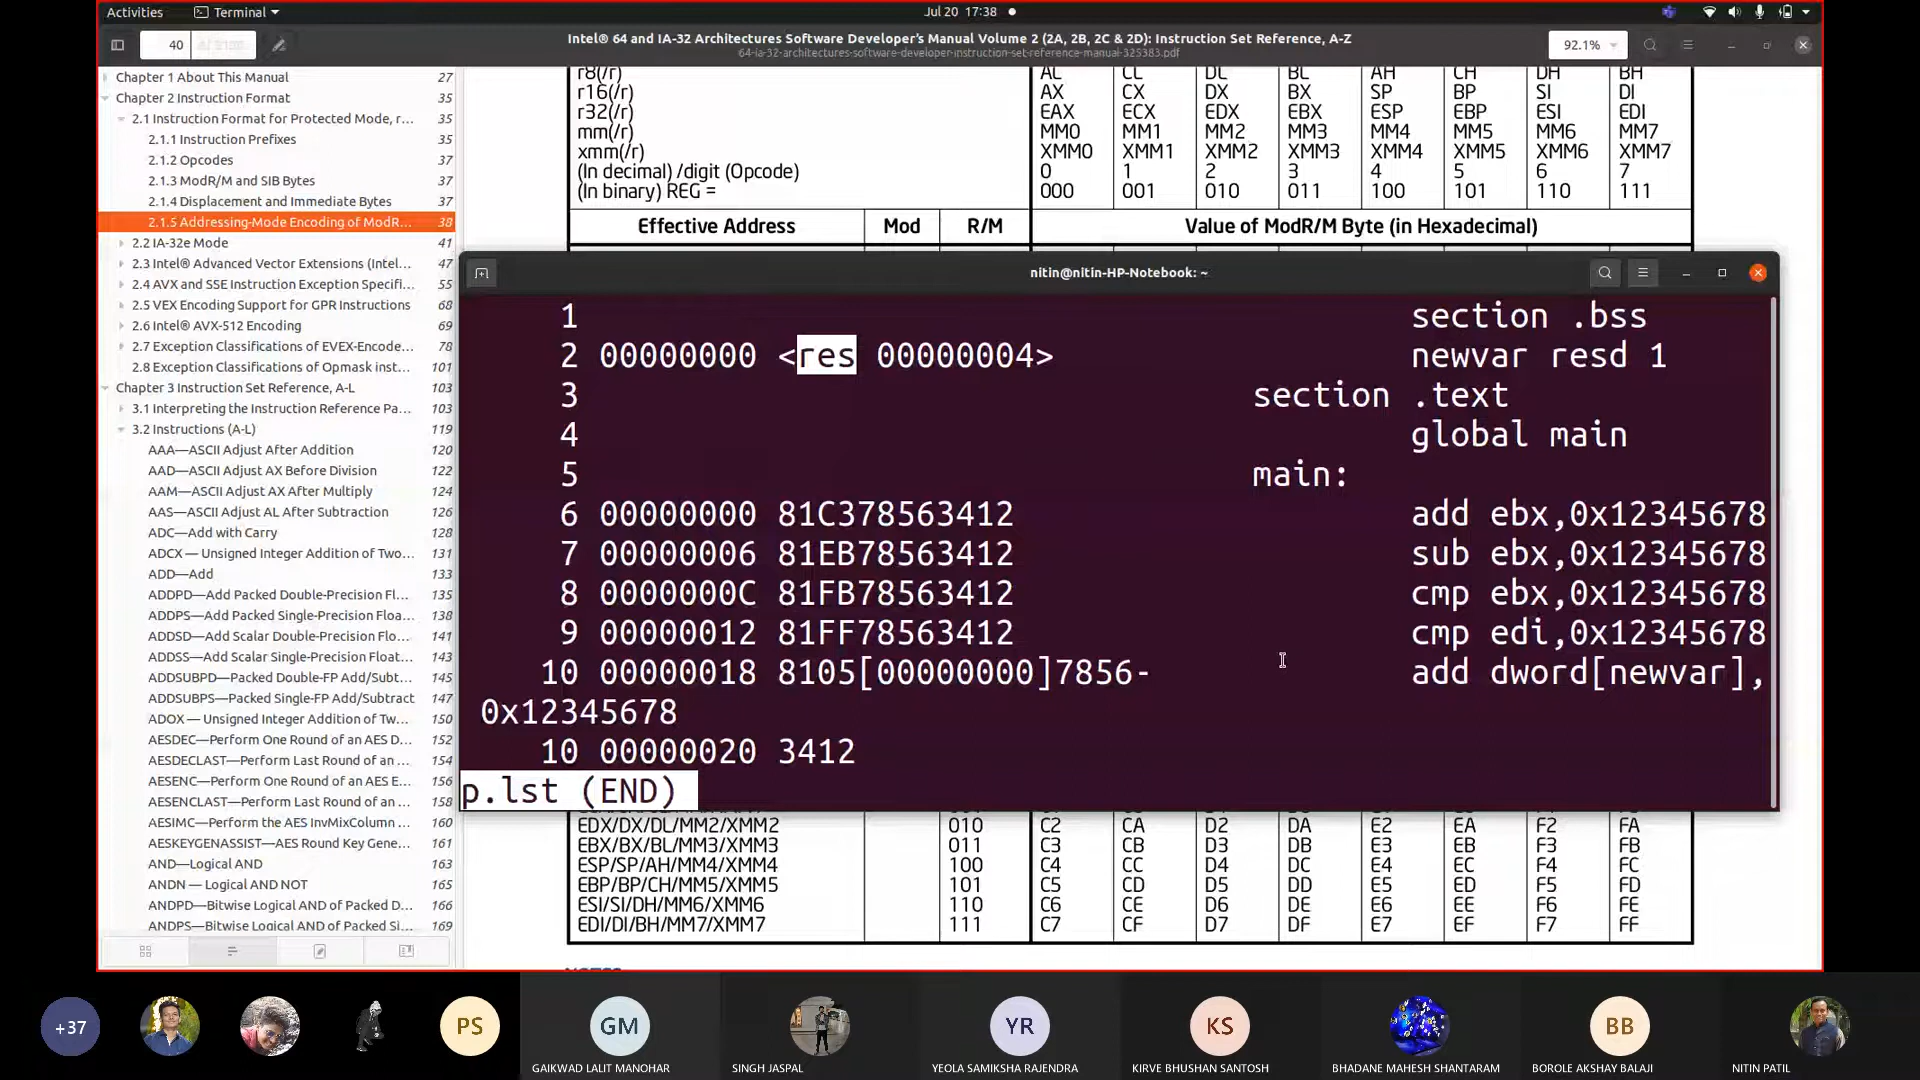 Activities Terminal Jul 20 17:38
40 Intel® 64 and IA-32 Architectures Software Developer's Manual Volume 2 (2A, 2B, 2C & 2D): Instruction Set Reference, A-Z 92.1%
64-ia-32-architectures-software-developer-instruction-set-reference-manual-325383.pdf
Chapter 1 About This Manual 27
Chapter 2 Instruction Format 35
2.1 Instruction Format for Protected Mode, r... 35
2.1.1 Instruction Prefixes 35
2.1.2 Opcodes 37
2.1.3 ModR/M and SIB Bytes 37
2.1.4 Displacement and Immediate Bytes 37
2.1.5 Addressing-Mode Encoding of ModR... 38
2.2 IA-32e Mode 41
2.3 Intel® Advanced Vector Extensions (Intel... 47
2.4 AVX and SSE Instruction Exception Specifi... 55
2.5 VEX Encoding Support for GPR Instructions 68
2.6 Intel® AVX-512 Encoding 69
2.7 Exception Classifications of EVEX-Encode... 78
2.8 Exception Classifications of Opmask inst... 101
Chapter 3 Instruction Set Reference, A-L 103
3.1 Interpreting the Instruction Reference Pa... 103
3.2 Instructions (A-L) 119
AAA—ASCII Adjust After Addition 120
AAD—ASCII Adjust AX Before Division 122
AAM—ASCII Adjust AX After Multiply 124
AAS—ASCII Adjust AL After Subtraction 126
ADC—Add with Carry 128
ADCX — Unsigned Integer Addition of Two... 131
ADD—Add 133
ADDPD—Add Packed Double-Precision Fl... 135
ADDPS—Add Packed Single-Precision Floa... 138
ADDSD—Add Scalar Double-Precision Flo... 141
ADDSS—Add Scalar Single-Precision Float... 143
ADDSUBPD—Packed Double-FP Add/Subt... 145
ADDSUBPS—Packed Single-FP Add/Subtract 147
ADOX — Unsigned Integer Addition of Two... 150
AESDEC—Perform One Round of an AES D... 152
AESDECLAST—Perform Last Round of an ... 154
AESENC—Perform One Round of an AES E... 156
AESENCLAST—Perform Last Round of an ... 158
AESIMC—Perform the AES InvMixColumn ... 160
AESKEYGENASSIST—AES Round Key Gene... 161
AND—Logical AND 163
ANDN — Logical AND NOT 165
ANDPD—Bitwise Logical AND of Packed D... 166
ANDPS—Bitwise Logical AND of Packed Si... 169
r8(/r) AL CL DL BL AH CH DH BH
r16(/r) AX CX DX BX SP BP SI DI
r32(/r) EAX ECX EDX EBX ESP EBP ESI EDI
mm(/r) MM0 MM1 MM2 MM3 MM4 MM5 MM6 MM7
xmm(/r) XMM0 XMM1 XMM2 XMM3 XMM4 XMM5 XMM6 XMM7
(In decimal) /digit (Opcode) 0 1 2 3 4 5 6 7
(In binary) REG = 000 001 010 011 100 101 110 111
Effective Address Mod R/M Value of ModR/M Byte (in Hexadecimal)
nitin@nitin-HP-Notebook: ~
1 section .bss
2 00000000 <res 00000004> newvar resd 1
3 section .text
4 global main
5 main:
6 00000000 81C378563412 add ebx,0x12345678
7 00000006 81EB78563412 sub ebx,0x12345678
8 0000000C 81FB78563412 cmp ebx,0x12345678
9 00000012 81FF78563412 cmp edi,0x12345678
10 00000018 8105[00000000]7856- add dword[newvar],
0x12345678
10 00000020 3412
p.lst (END)
EDX/DX/DL/MM2/XMM2 010 C2 CA D2 DA E2 EA F2 FA
EBX/BX/BL/MM3/XMM3 011 C3 CB D3 DB E3 EB F3 FB
ESP/SP/AH/MM4/XMM4 100 C4 CC D4 DC E4 EC F4 FC
EBP/BP/CH/MM5/XMM5 101 C5 CD D5 DD E5 ED F5 FD
ESI/SI/DH/MM6/XMM6 110 C6 CE D6 DE E6 EE F6 FE
EDI/DI/BH/MM7/XMM7 111 C7 CF D7 DF E7 EF F7 FF
+37 PS GM YR KS BB
GAIKWAD LALIT MANOHAR SINGH JASPAL YEOLA SAMIKSHA RAJENDRA KIRVE BHUSHAN SANTOSH BHADANE MAHESH SHANTARAM BOROLE AKSHAY BALAJI NITIN PATIL